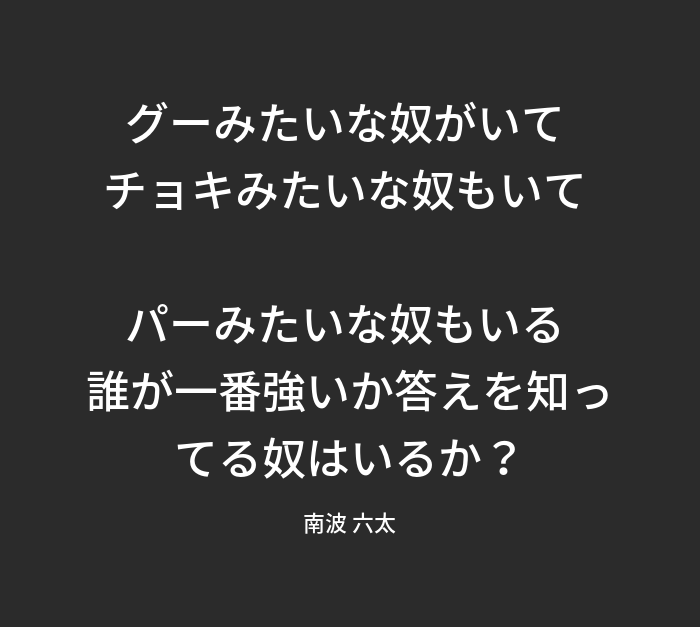 グーみたいな奴がいて
チョキみたいな奴もいて
パーみたいな奴もいる
誰が一番強いか答えを知っ
てる奴はいるか？
南波 六太